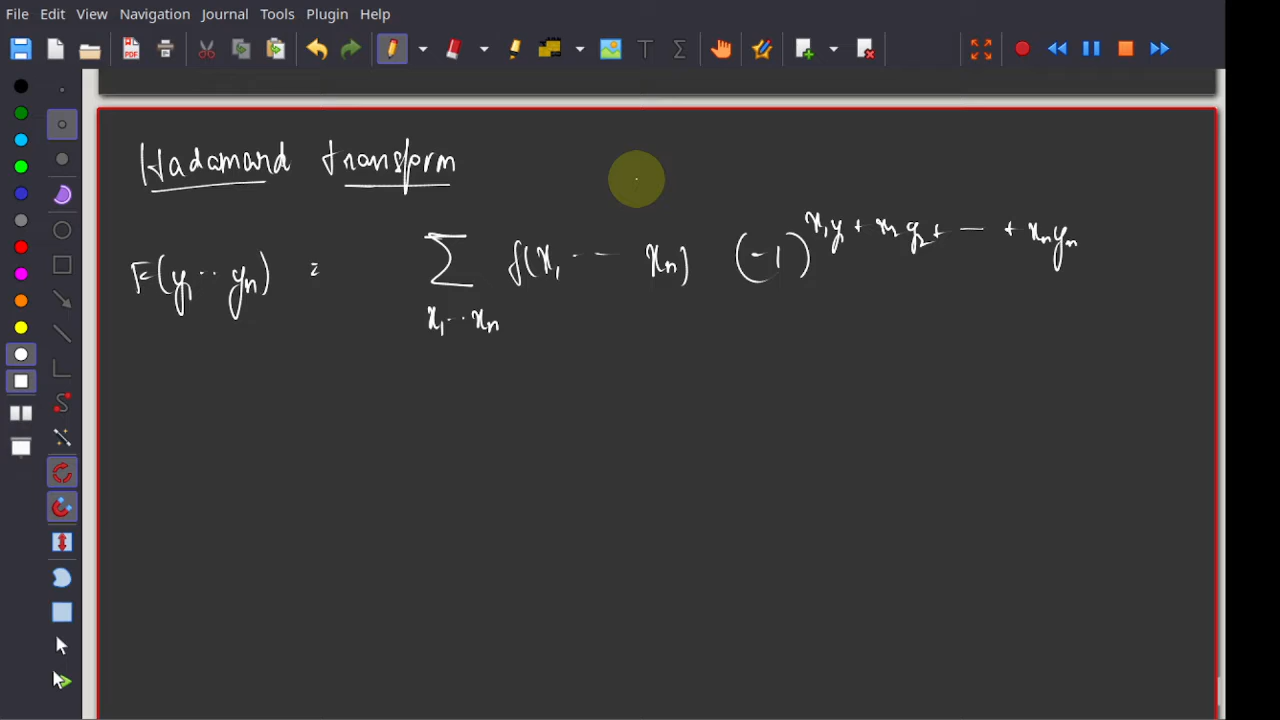 File Edit View Navigation Journal Tools Plugin Help
Hadamard transform
F(y₁ ·· yₙ) = ∑ f(x₁ ··· xₙ) (-1)^{x₁y₁ + x₂y₂ + ··· + xₙyₙ}
x₁ ·· xₙ